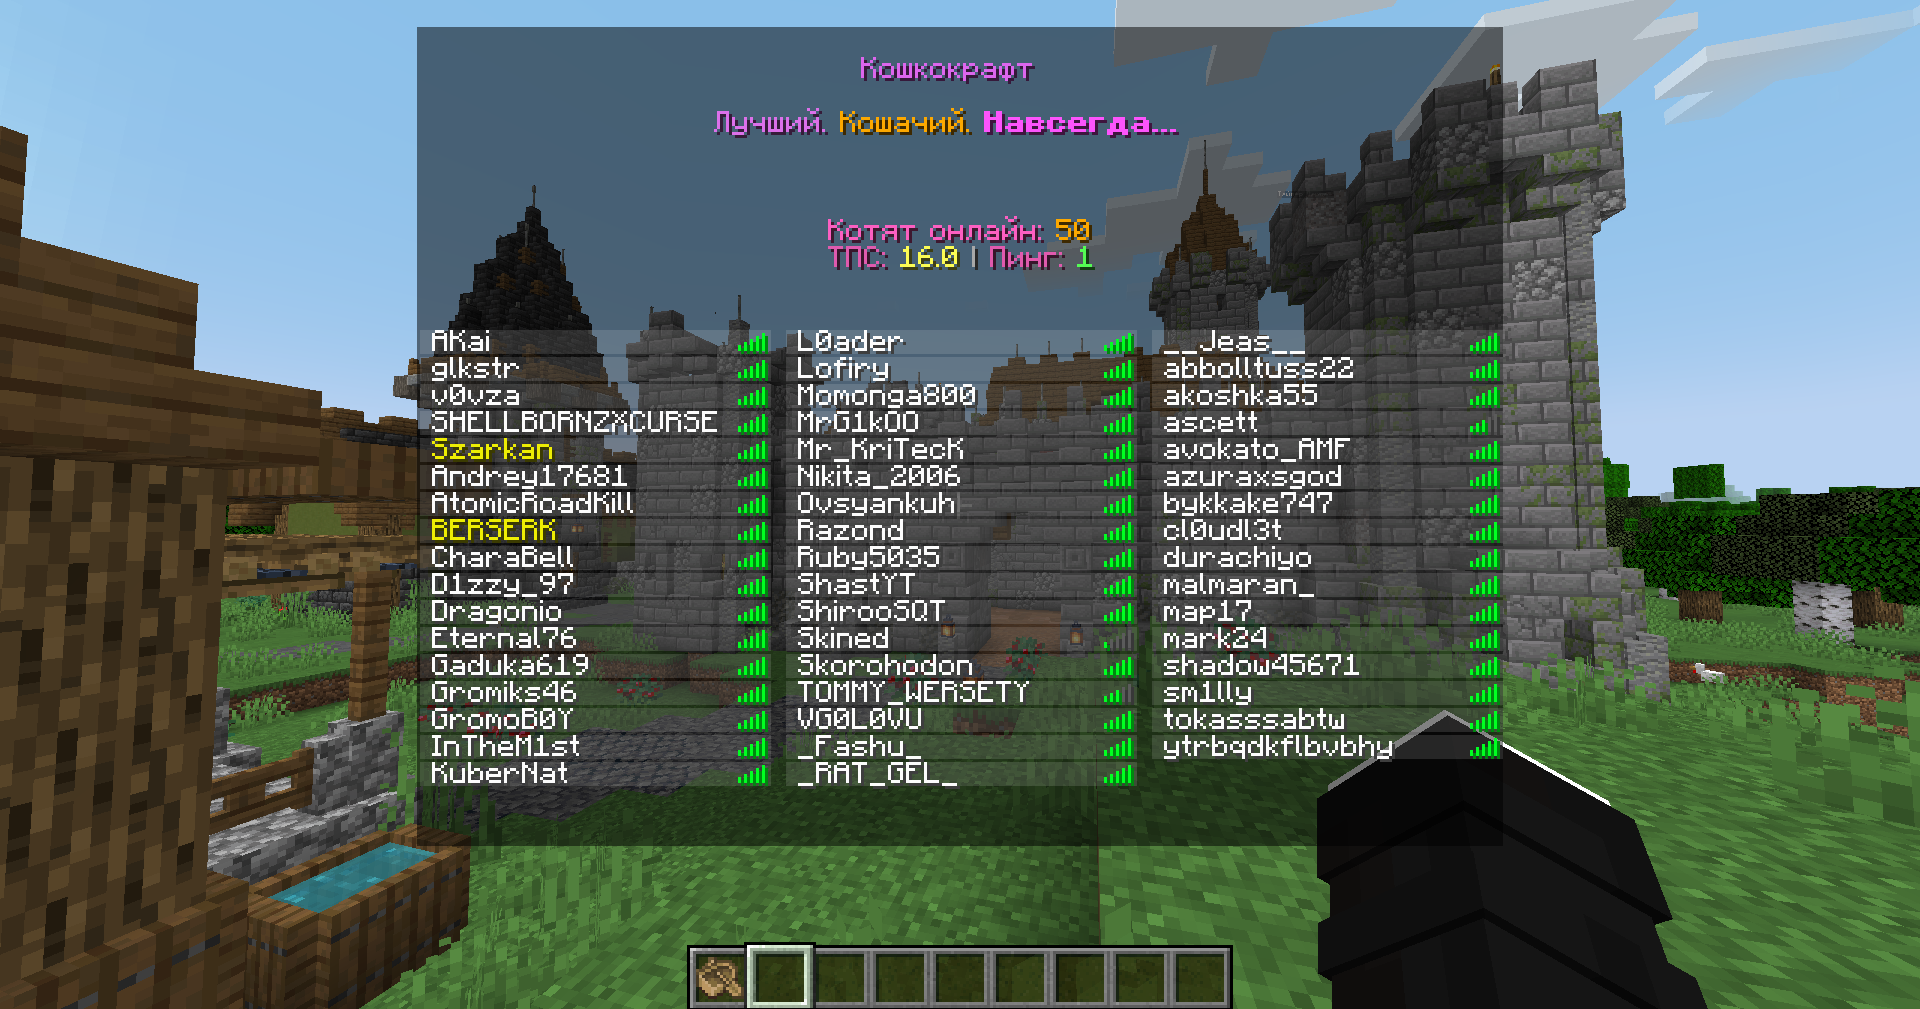 Кошкокрафт
Лучший. Кошачий. Навсегда...
Котят онлайн: 50
ТПС: 16.0 | Пинг: 1
AKai L0ader __Jeas__
glkstr Lofiry abbolltuss22
v0vza Momonga800 akoshka55
SHELLBORNZXCURSE MrG1kOO ascett
Szarkan Mr_KriTecK avokato_AMF
Andrey17681 Nikita_2006 azuraxsgod
AtomicRoadKill Ovsyankuh bykkake747
BERSERK Razond cl0udl3t
CharaBell Ruby5035 durachiyo
D1zzy_97 ShastYT malmaran_
Dragonio ShirooSQT map17
Eternal76 Skined mark24
Gaduka619 Skorohodon shadow45671
Gromiks46 TOMMY_WERSETY sm1lly
GromoB0Y VG0L0VU tokasssabtw
InTheM1st _Fashu_ ytrbqdkflbvbhy
KuberNat _RAT_GEL_